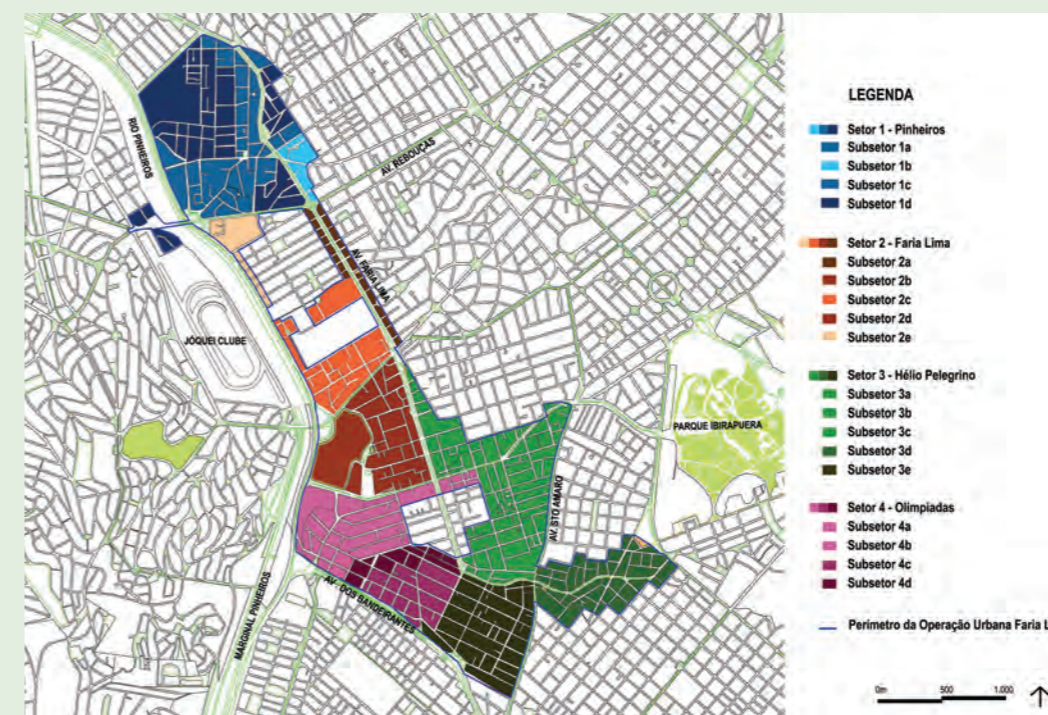 RIO PINHEIROS
AV. REBOUÇAS
AV. FARIA LIMA
JÓQUEI CLUBE
PARQUE IBIRAPUERA
AV. STO AMARO
AV. DOS BANDEIRANTES
MARGINAL PINHEIROS
LEGENDA
Setor 1 - Pinheiros
Subsetor 1a
Subsetor 1b
Subsetor 1c
Subsetor 1d
Setor 2 - Faria Lima
Subsetor 2a
Subsetor 2b
Subsetor 2c
Subsetor 2d
Subsetor 2e
Setor 3 - Hélio Pelegrino
Subsetor 3a
Subsetor 3b
Subsetor 3c
Subsetor 3d
Subsetor 3e
Setor 4 - Olimpiadas
Subsetor 4a
Subsetor 4b
Subsetor 4c
Subsetor 4d
Perímetro da Operação Urbana Faria L
0m 500 1.000